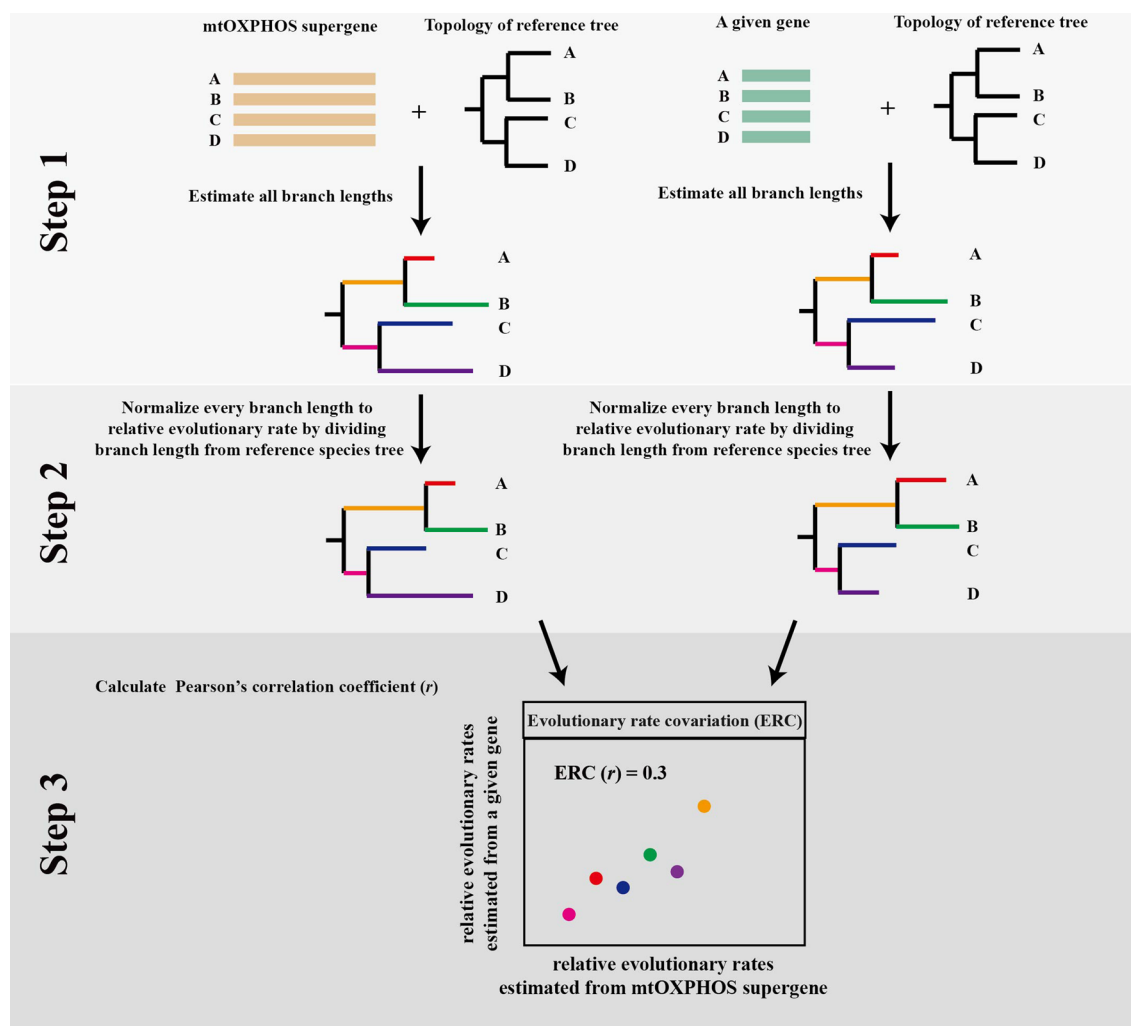 mtOXPHOS supergene
Topology of reference tree
A given gene
A
B
C
D
+
A
B
C
D
A
B
C
D
+
A
B
C
D
Step 1
Estimate all branch lengths
Estimate all branch lengths
A
B
C
D
A
B
C
D
Step 2
Normalize every branch length to
relative evolutionary rate by dividing
branch length from reference species tree
Normalize every branch length to
relative evolutionary rate by dividing
branch length from reference species tree
A
B
C
D
A
B
C
D
Step 3
Calculate Pearson's correlation coefficient (r)
Evolutionary rate covariation (ERC)
ERC (r) = 0.3
relative evolutionary rates
estimated from a given gene
relative evolutionary rates
estimated from mtOXPHOS supergene